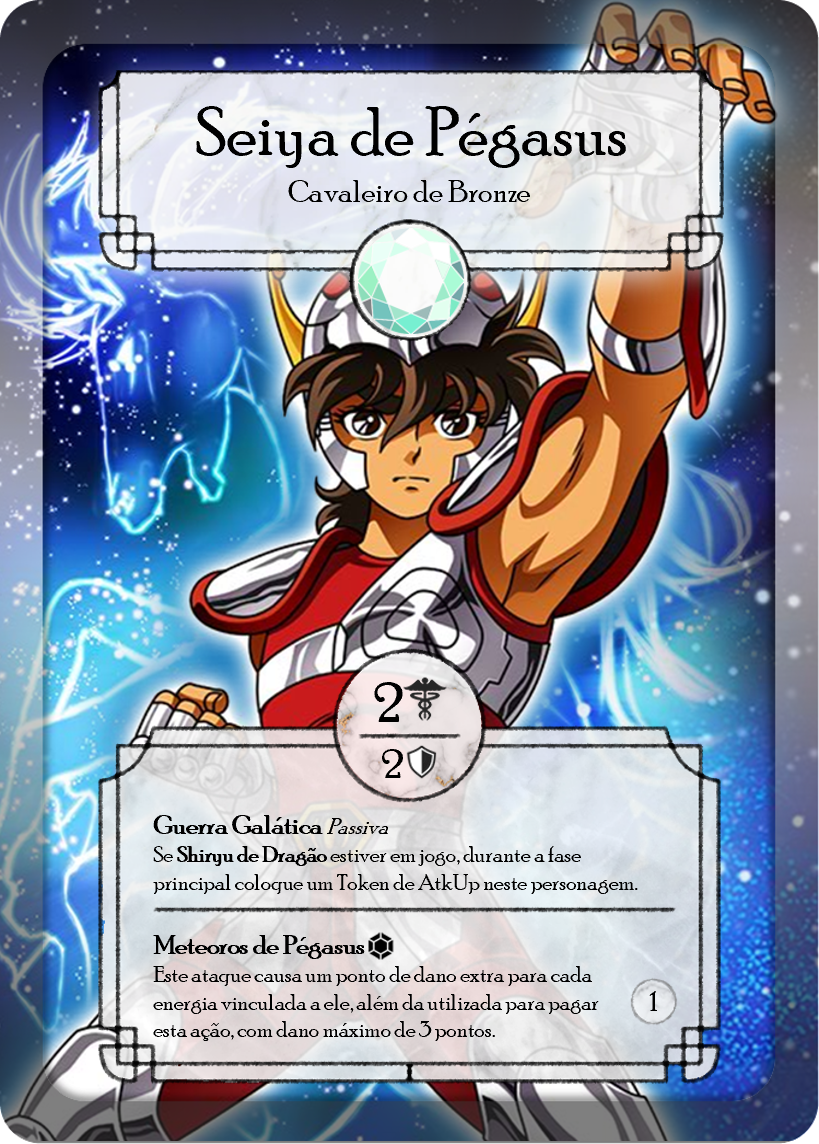 Seiya de Pégasus
Cavaleiro de Bronze
2
2
Guerra Galática Passiva
Se Shiryu de Dragão estiver em jogo, durante a fase
principal coloque um Token de AtkUp neste personagem.
Meteoros de Pégasus
Este ataque causa um ponto de dano extra para cada
energia vinculada a ele, além da utilizada para pagar
esta ação, com dano máximo de 3 pontos.
1